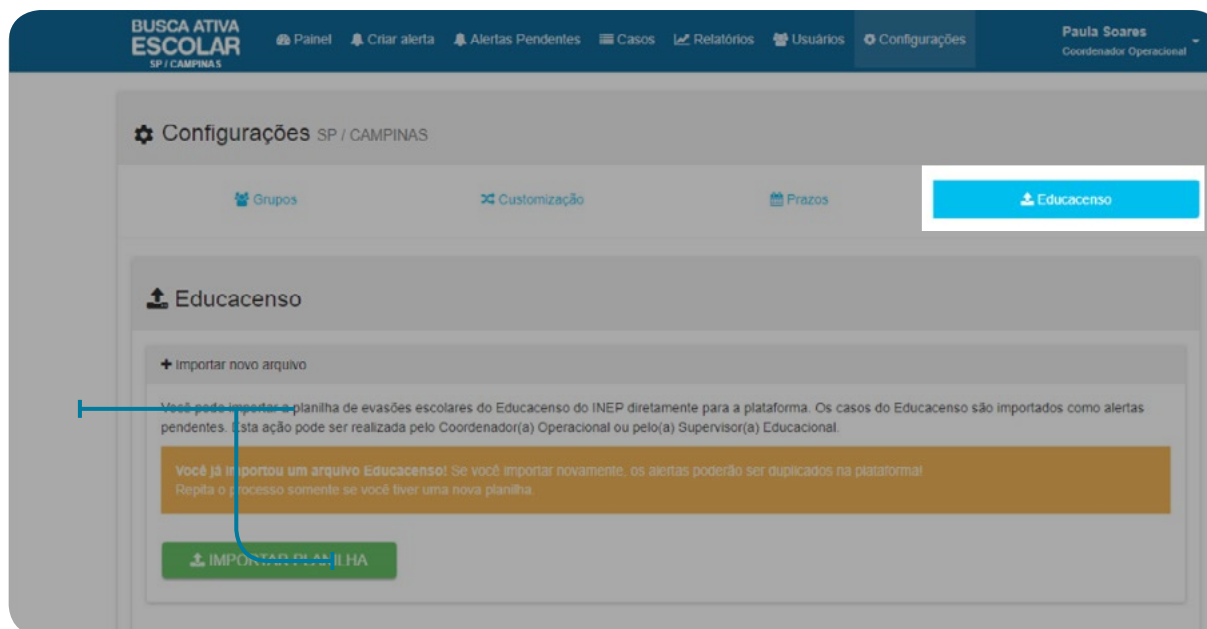 BUSCA ATIVA
ESCOLAR
SP / CAMPINAS
Painel Criar alerta Alertas Pendentes Casos Relatórios Usuários Configurações
Paula Soares
Coordenador Operacional
Configurações SP / CAMPINAS
Grupos Customização Prazos Educacenso
Educacenso
Importar novo arquivo
Você pode importar a planilha de evasões escolares do Educacenso do INEP diretamente para a plataforma. Os casos do Educacenso são importados como alertas
pendentes. Esta ação pode ser realizada pelo Coordenador(a) Operacional ou pelo(a) Supervisor(a) Educacional.
Você já importou um arquivo Educacenso! Se você importar novamente, os alertas poderão ser duplicados na plataforma!
Repita o processo somente se você tiver uma nova planilha.
IMPORTAR PLANILHA